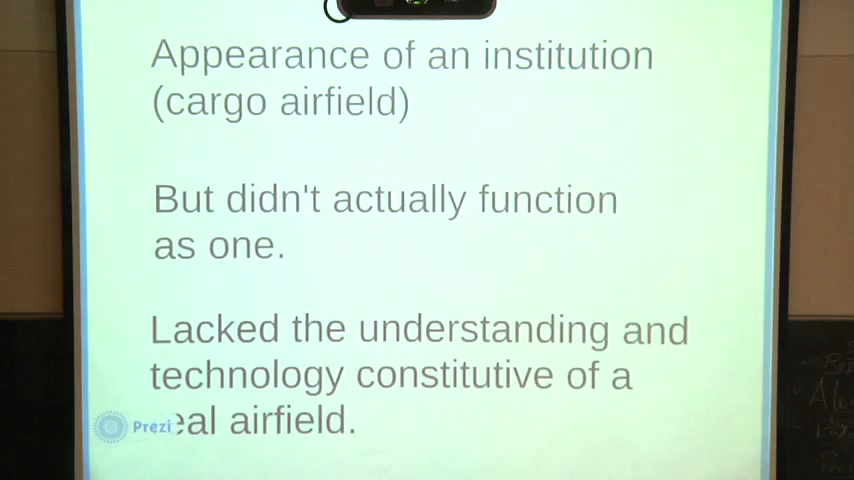 Appearance of an institution
(cargo airfield)
But didn't actually function
as one.
Lacked the understanding and
technology constitutive of a
eal airfield.
Prezi